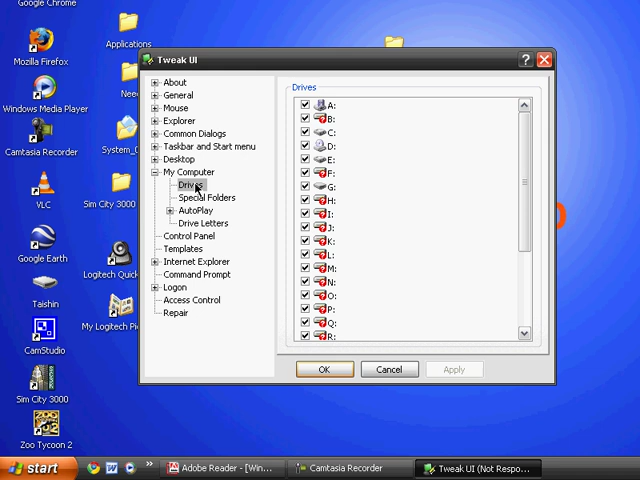 Google Chrome
Applications
Mozilla Firefox
Windows Media Player
Camtasia Recorder
VLC
Sim City 3000
Google Earth
Logitech Quick
Taishin
My Logitech Pi
CamStudio
Sim City 3000
Zoo Tycoon 2
Tweak UI
About
General
Mouse
Explorer
Common Dialogs
Taskbar and Start menu
Desktop
My Computer
Drives
Special Folders
AutoPlay
Drive Letters
Control Panel
Templates
Internet Explorer
Command Prompt
Logon
Access Control
Repair
Drives
A:
B:
C:
D:
E:
F:
G:
H:
I:
J:
K:
L:
M:
N:
O:
P:
Q:
R:
OK
Cancel
Apply
start
Adobe Reader - [Win...
Camtasia Recorder
Tweak UI (Not Respo...